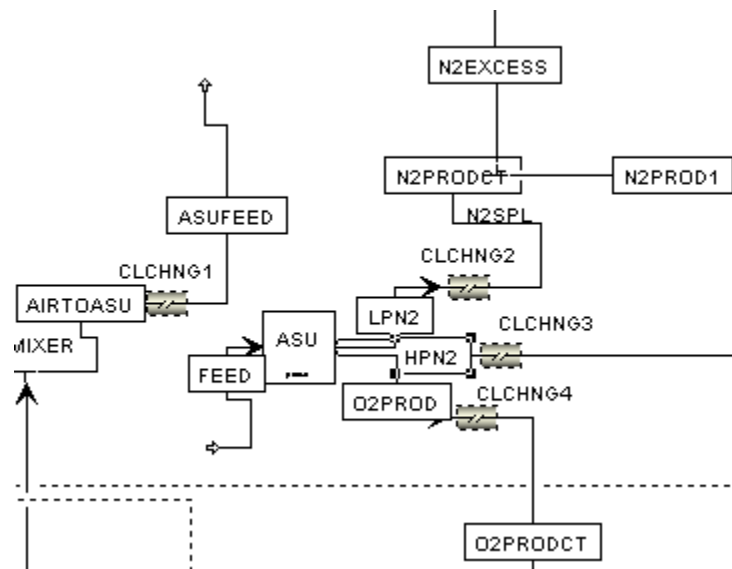 N2EXCESS
N2PRODCT
N2PROD1
ASUFEED
N2SPL
CLCHNG2
CLCHNG1
AIRTOASU
LPN2
CLCHNG3
ASU
MIXER
HPN2
FEED
O2PROD
CLCHNG4
O2PRODCT